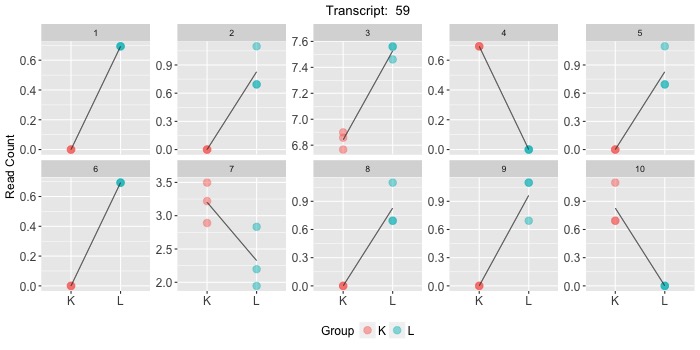 Transcript: 59
1 2 3 4 5
0.6 0.4 0.2 0.0
0.9 0.6 0.3 0.0
7.6 7.4 7.2 7.0 6.8
0.6 0.4 0.2 0.0
0.9 0.6 0.3 0.0
Read Count
6 7 8 9 10
0.6 0.4 0.2 0.0
3.5 3.0 2.5 2.0
0.9 0.6 0.3 0.0
0.9 0.6 0.3 0.0
0.9 0.6 0.3 0.0
K L K L K L K L K L
Group K L